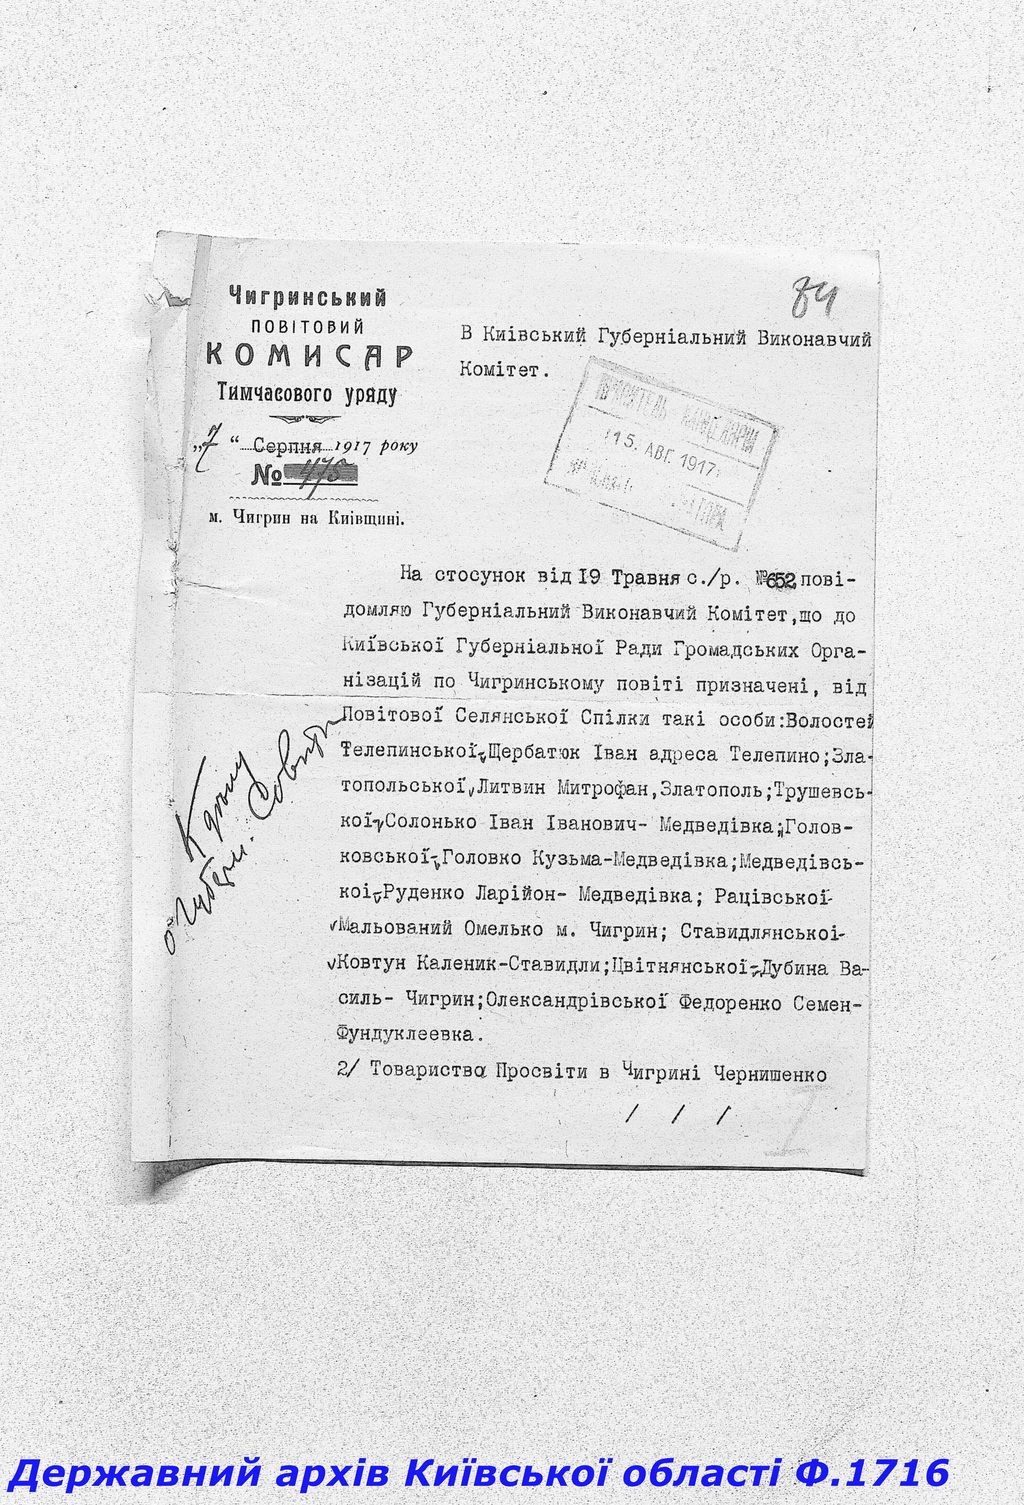 Чигринський
ПОВІТОВИЙ
КОМИСАР
Тимчасового уряду
„7“ Серпня 1917 року
№ 475
м. Чигрин на Київщині.
84
В Київський Губерніальний Виконавчий
Комітет.
15. АВГ. 1917
На стосунок від 19 Травня с./р. №652 пові-
домляю Губерніальний Виконавчий Комітет,що до
Київської Губерніальної Ради Громадських Орга-
нізацій по Чигринському повіті призначені, від
Повітової Селянської Спілки такі особи:Волостей
Телепинської-Щербатюк Іван адреса Телепино;Зла-
топольської,Литвин Митрофан,Златополь;Трушевсь-
кої-Солонько Іван Іванович- Медведівка;Голов-
ковської-Головко Кузьма-Медведівка;Медведівсь-
кої-Руденко Ларійон- Медведівка; Рацівської-
Мальований Омелько м. Чигрин; Ставидлянської-
Ковтун Каленик-Ставидли;Цвітнянської-Дубина Ва-
силь- Чигрин;Олександрівської Федоренко Семен-
Фундуклеевка.
2/ Товариства Просвіти в Чигрині Чернишенко
/ / /
К делу
о Губерн. Совете
Державний архів Київської області Ф.1716